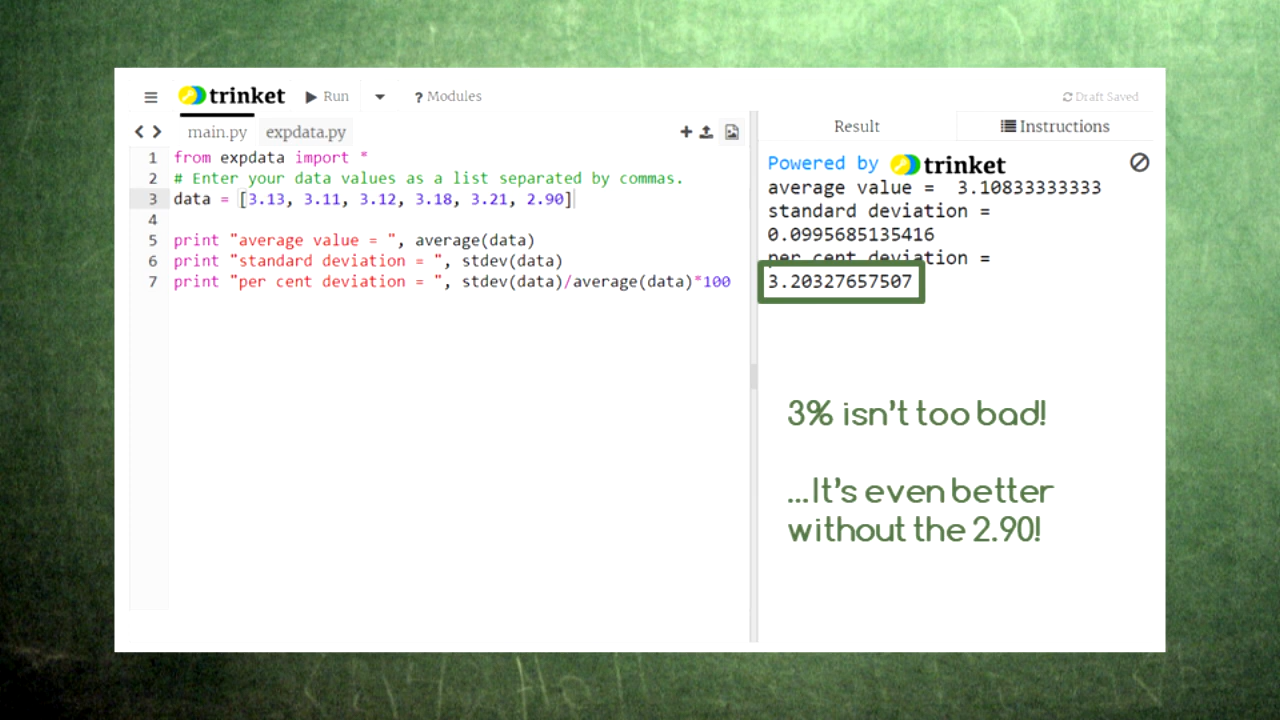 trinket Run ? Modules Draft Saved
main.py expdata.py
Result Instructions
1 from expdata import *
2 # Enter your data values as a list separated by commas.
3 data = [3.13, 3.11, 3.12, 3.18, 3.21, 2.90]
4
5 print "average value = ", average(data)
6 print "standard deviation = ", stdev(data)
7 print "per cent deviation = ", stdev(data)/average(data)*100
Powered by trinket
average value =  3.10833333333
standard deviation =
0.0995685135416
per cent deviation =
3.20327657507
3% isn't too bad!
...It's even better
without the 2.90!